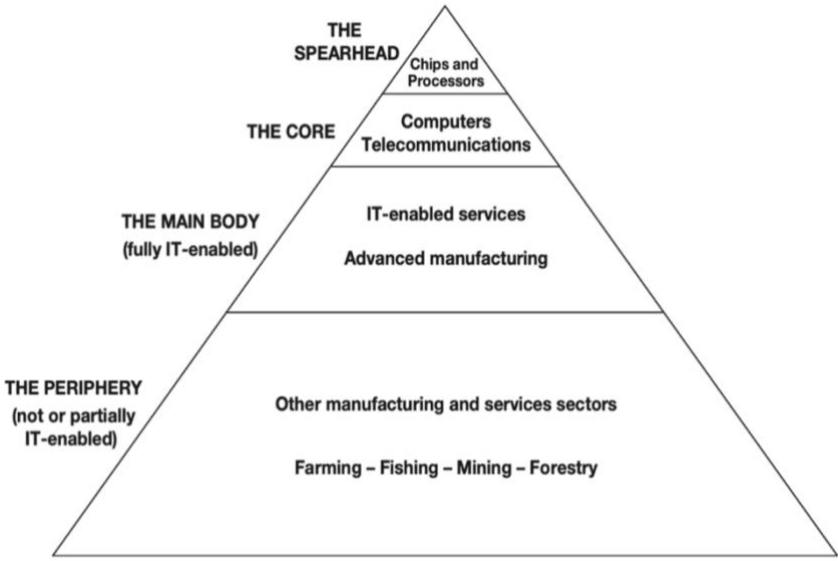 THE
SPEARHEAD
Chips and
Processors
THE CORE
Computers
Telecommunications
THE MAIN BODY
(fully IT-enabled)
IT-enabled services
Advanced manufacturing
THE PERIPHERY
(not or partially
IT-enabled)
Other manufacturing and services sectors
Farming – Fishing – Mining – Forestry